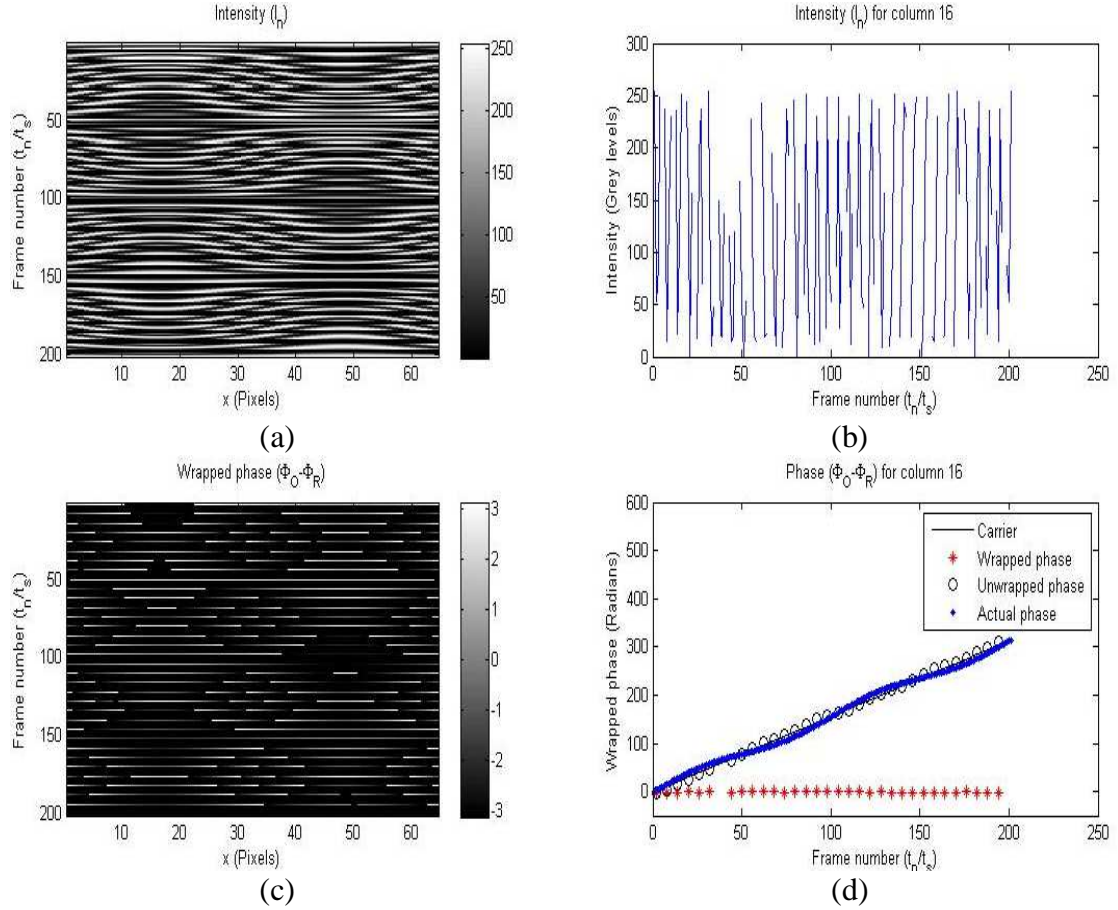 Intensity (I_n)
Frame number (t_n/t_s)
50
100
150
200
10 20 30 40 50 60
x (Pixels)
250
200
150
100
50
(a)
Intensity (I_n) for column 16
Intensity (Grey levels)
300
250
200
150
100
50
0
0 50 100 150 200 250
Frame number (t_n/t_s)
(b)
Wrapped phase (Φ_O-Φ_R)
Frame number (t_n/t_s)
50
100
150
200
10 20 30 40 50 60
x (Pixels)
3
2
1
0
-1
-2
-3
(c)
Phase (Φ_O-Φ_R) for column 16
Wrapped phase (Radians)
600
500
400
300
200
100
0
0 50 100 150 200 250
Frame number (t_n/t_s)
Carrier
Wrapped phase
Unwrapped phase
Actual phase
(d)